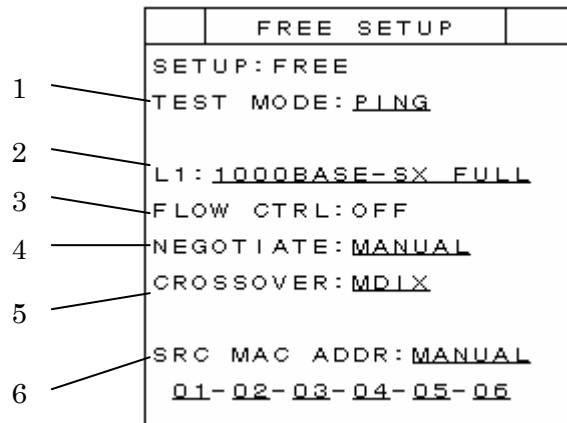 FREE SETUP
SETUP:FREE
1
TEST MODE:PING
2
L1:1000BASE-SX FULL
3
FLOW CTRL:OFF
4
NEGOTIATE:MANUAL
5
CROSSOVER:MDIX
6
SRC MAC ADDR:MANUAL
01-02-03-04-05-06